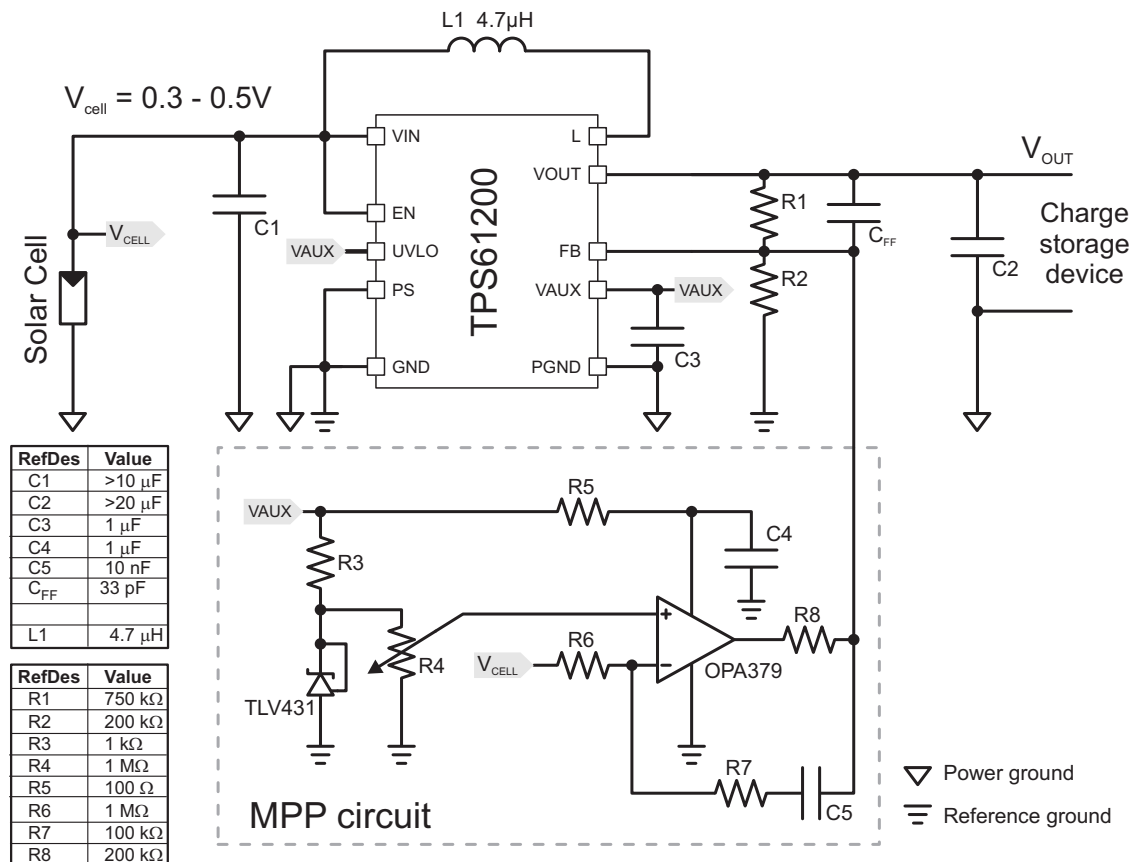 L1 4.7μH
V_cell = 0.3 - 0.5V
VIN
L
VOUT
V_OUT
EN
C1
R1
C_FF
V_CELL
VAUX
UVLO
FB
Charge
storage
device
C2
PS
VAUX
VAUX
R2
TPS61200
Solar Cell
C3
GND
PGND
RefDes Value
C1 >10 μF
C2 >20 μF
C3 1 μF
C4 1 μF
C5 10 nF
C_FF 33 pF
L1 4.7 μH
RefDes Value
R1 750 kΩ
R2 200 kΩ
R3 1 kΩ
R4 1 MΩ
R5 100 Ω
R6 1 MΩ
R7 100 kΩ
R8 200 kΩ
VAUX
R5
R3
C4
+
R8
R6
V_CELL
R4
−
OPA379
TLV431
R7
C5
MPP circuit
Power ground
Reference ground